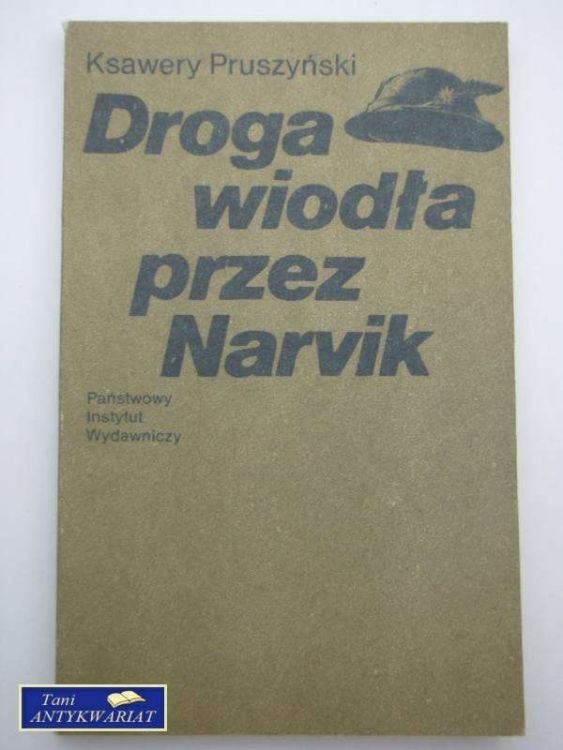 Ksawery Pruszyński
Droga
wiodła
przez
Narvik
Państwowy
Instytut
Wydawniczy
Tani
ANTYKWARIAT